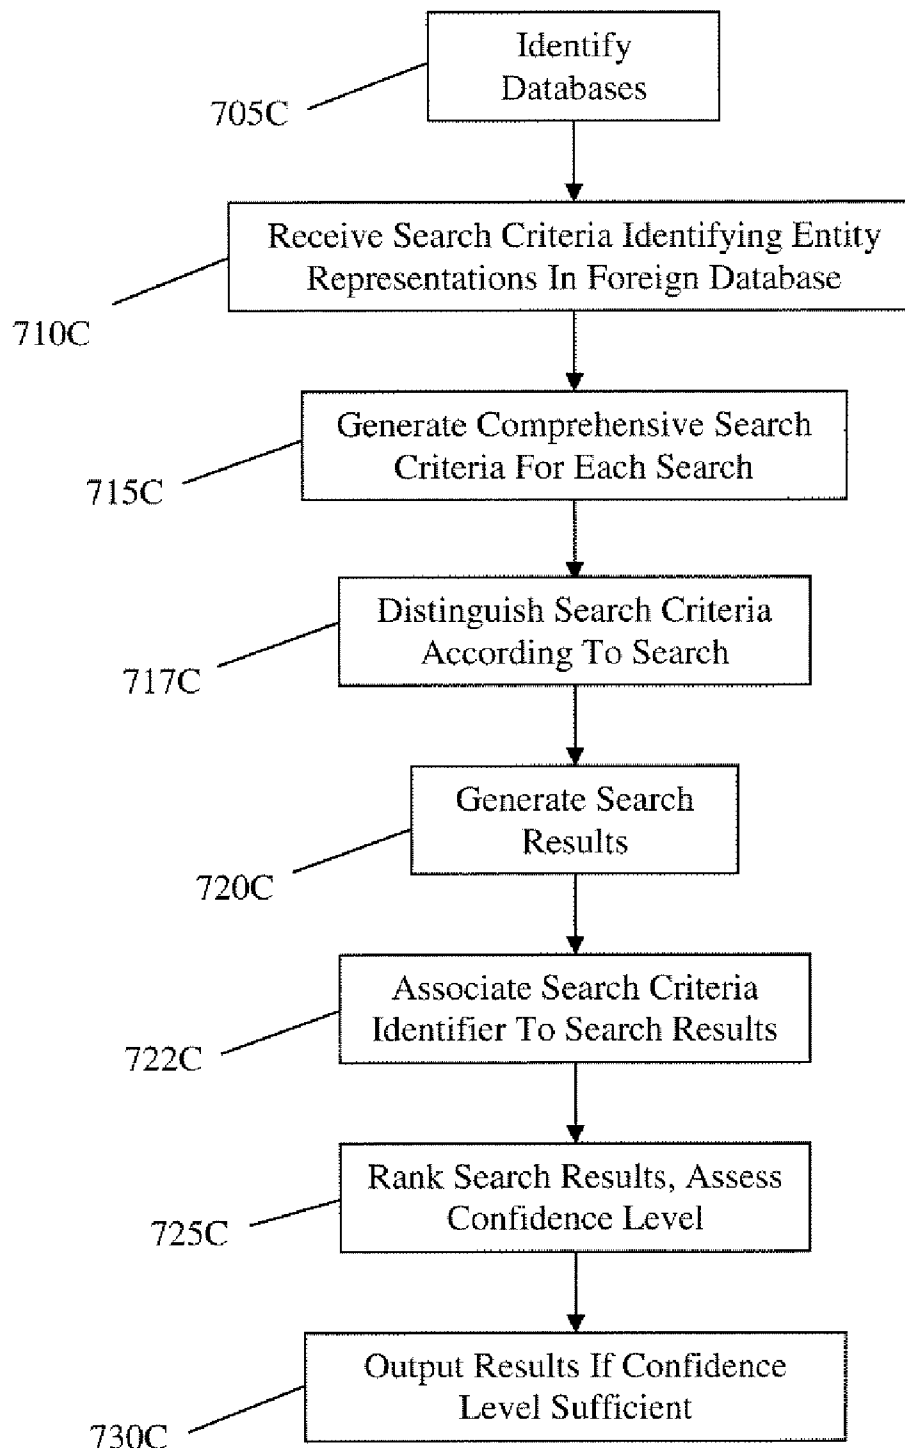 Identify
Databases
705C
Receive Search Criteria Identifying Entity
Representations In Foreign Database
710C
Generate Comprehensive Search
Criteria For Each Search
715C
Distinguish Search Criteria
According To Search
717C
Generate Search
Results
720C
Associate Search Criteria
Identifier To Search Results
722C
Rank Search Results, Assess
Confidence Level
725C
Output Results If Confidence
Level Sufficient
730C